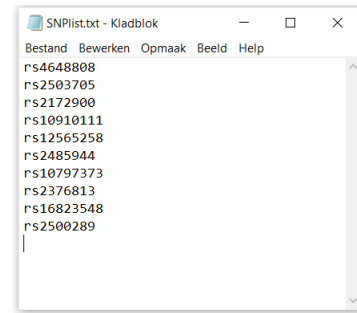 SNPlist.txt - Kladblok
Bestand Bewerken Opmaak Beeld Help
rs4648808
rs2503705
rs2172900
rs10910111
rs12565258
rs2485944
rs10797373
rs2376813
rs16823548
rs2500289